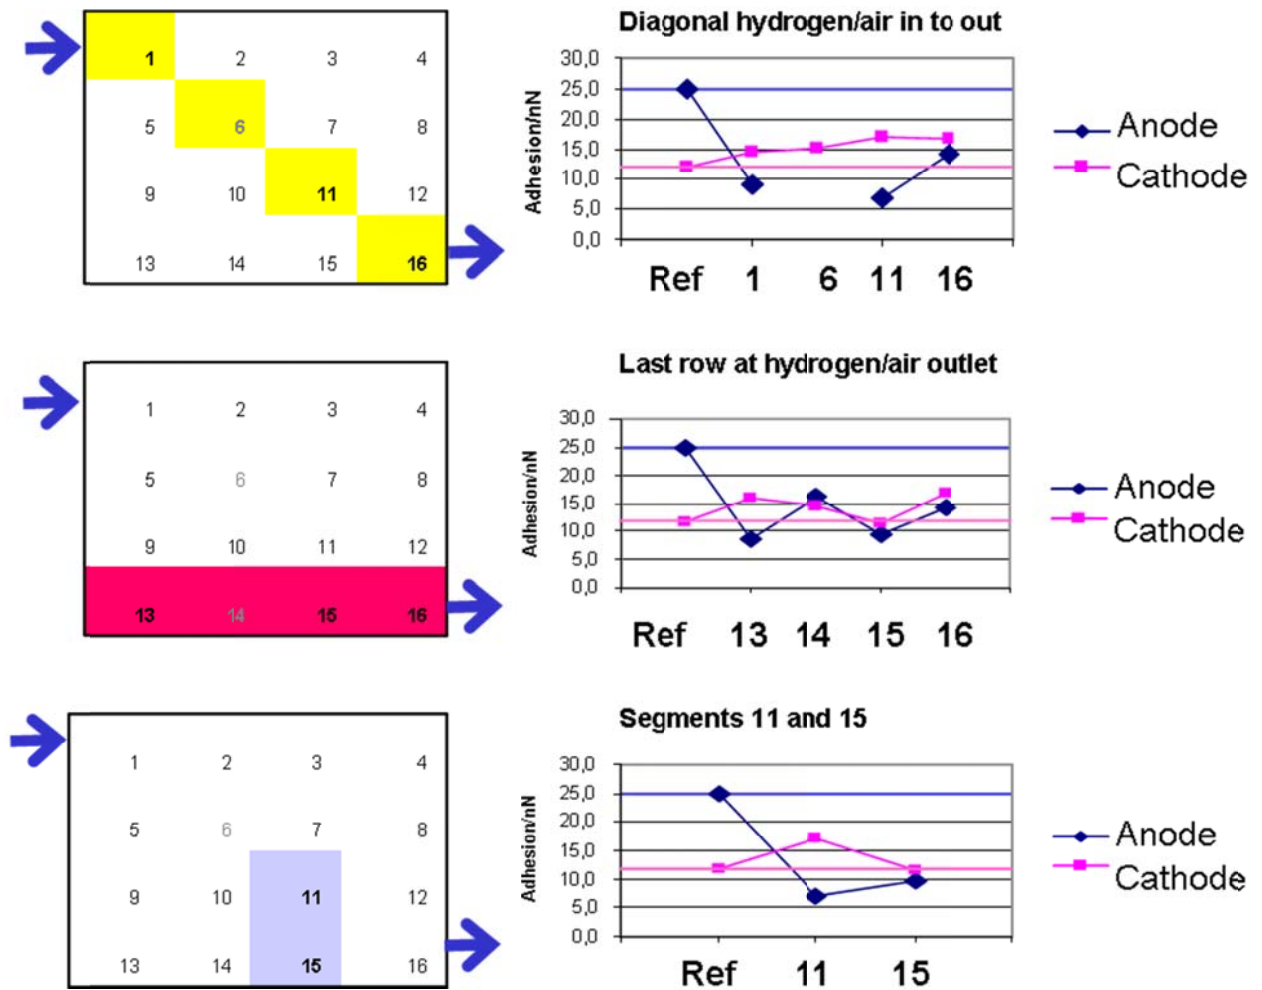 1 2 3 4
5 6 7 8
9 10 11 12
13 14 15 16
Diagonal hydrogen/air in to out
Adhesion/nN
30,0
25,0
20,0
15,0
10,0
5,0
0,0
Ref 1 6 11 16
Anode
Cathode
1 2 3 4
5 6 7 8
9 10 11 12
13 14 15 16
Last row at hydrogen/air outlet
Adhesion/nN
30,0
25,0
20,0
15,0
10,0
5,0
0,0
Ref 13 14 15 16
Anode
Cathode
1 2 3 4
5 6 7 8
9 10 11 12
13 14 15 16
Segments 11 and 15
Adhesion/nN
30,0
25,0
20,0
15,0
10,0
5,0
0,0
Ref 11 15
Anode
Cathode